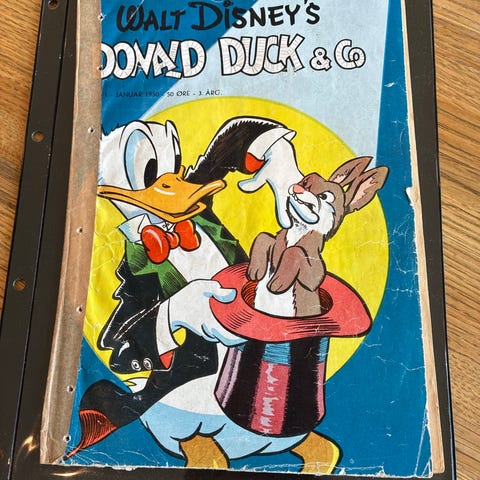 WALT DISNEY'S
DONALD DUCK & Co
JANUAR 1950 - 50 ØRE - 3. ÅRG.